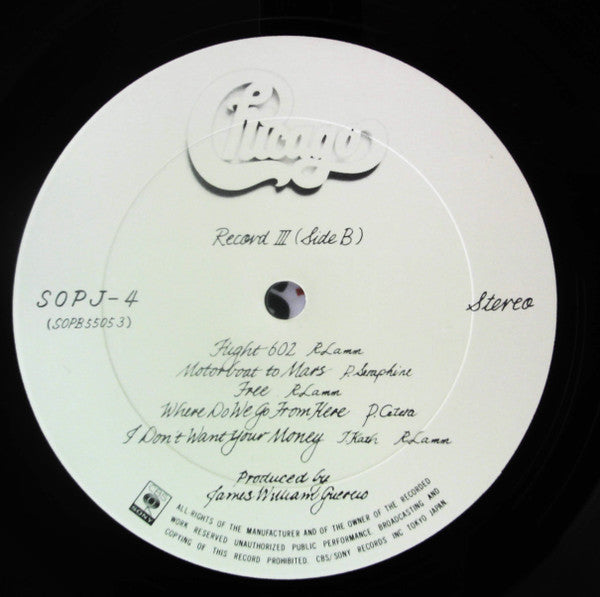 Chicago
Record III (Side B)
SOPJ-4
(SOPB55053)
Stereo
Flight 602 R.Lamm
Motorboat to Mars D.Seraphine
Free R.Lamm
Where Do We Go From Here P.Cetera
I Don't Want Your Money T.Kath R.Lamm
Produced by
James William Guercio
CBS
SONY
ALL RIGHTS OF THE MANUFACTURER AND OF THE OWNER OF THE RECORDED
WORK RESERVED UNAUTHORIZED PUBLIC PERFORMANCE BROADCASTING AND
COPYING OF THIS RECORD PROHIBITED. CBS/SONY RECORDS INC TOKYO JAPAN